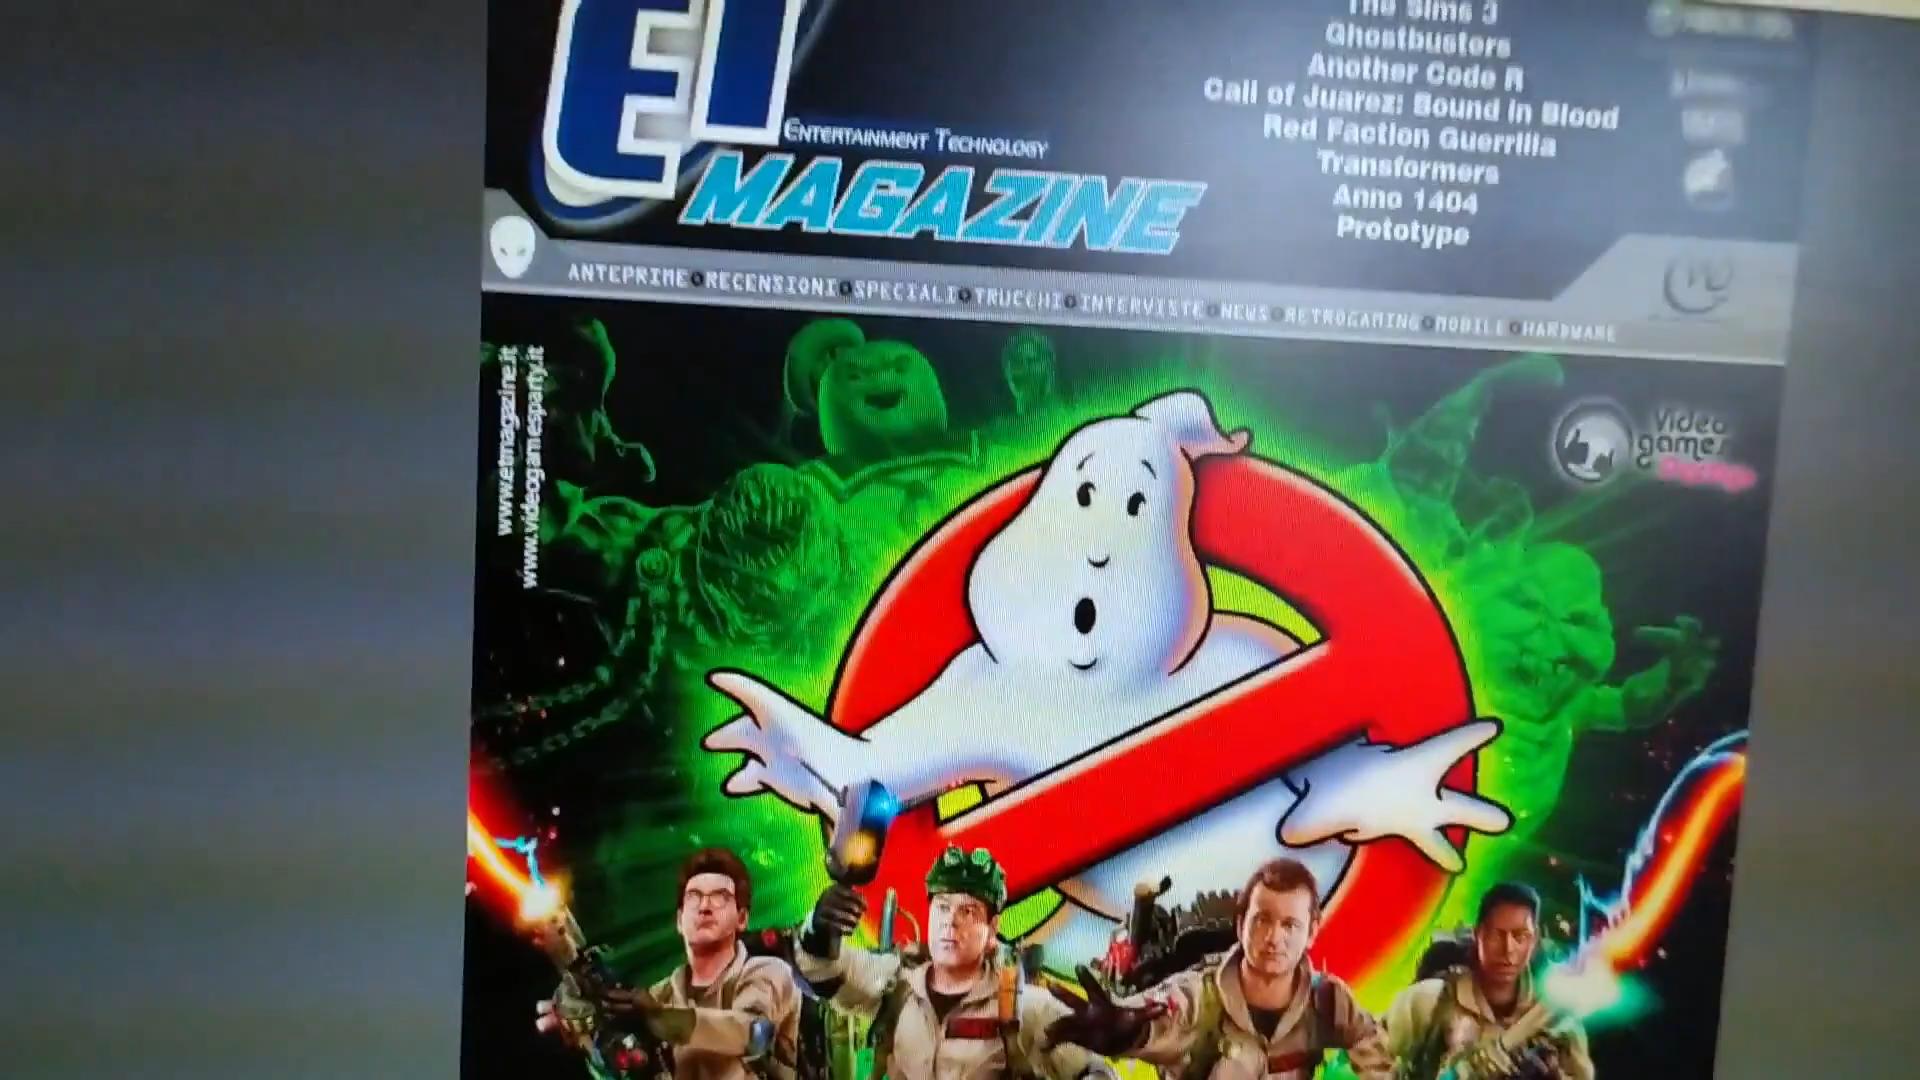 ET
ENTERTAINMENT TECHNOLOGY
MAGAZINE
The Sims 3
Ghostbusters
Another Code R
Call of Juarez: Bound in Blood
Red Faction Guerrilla
Transformers
Anno 1404
Prototype
ANTEPRIME RECENSIONI SPECIALI TRUCCHI INTERVISTE NEWS RETROGAMING MOBILE HARDWARE
www.etmagazine.it
www.videogamesparty.it
Video
games